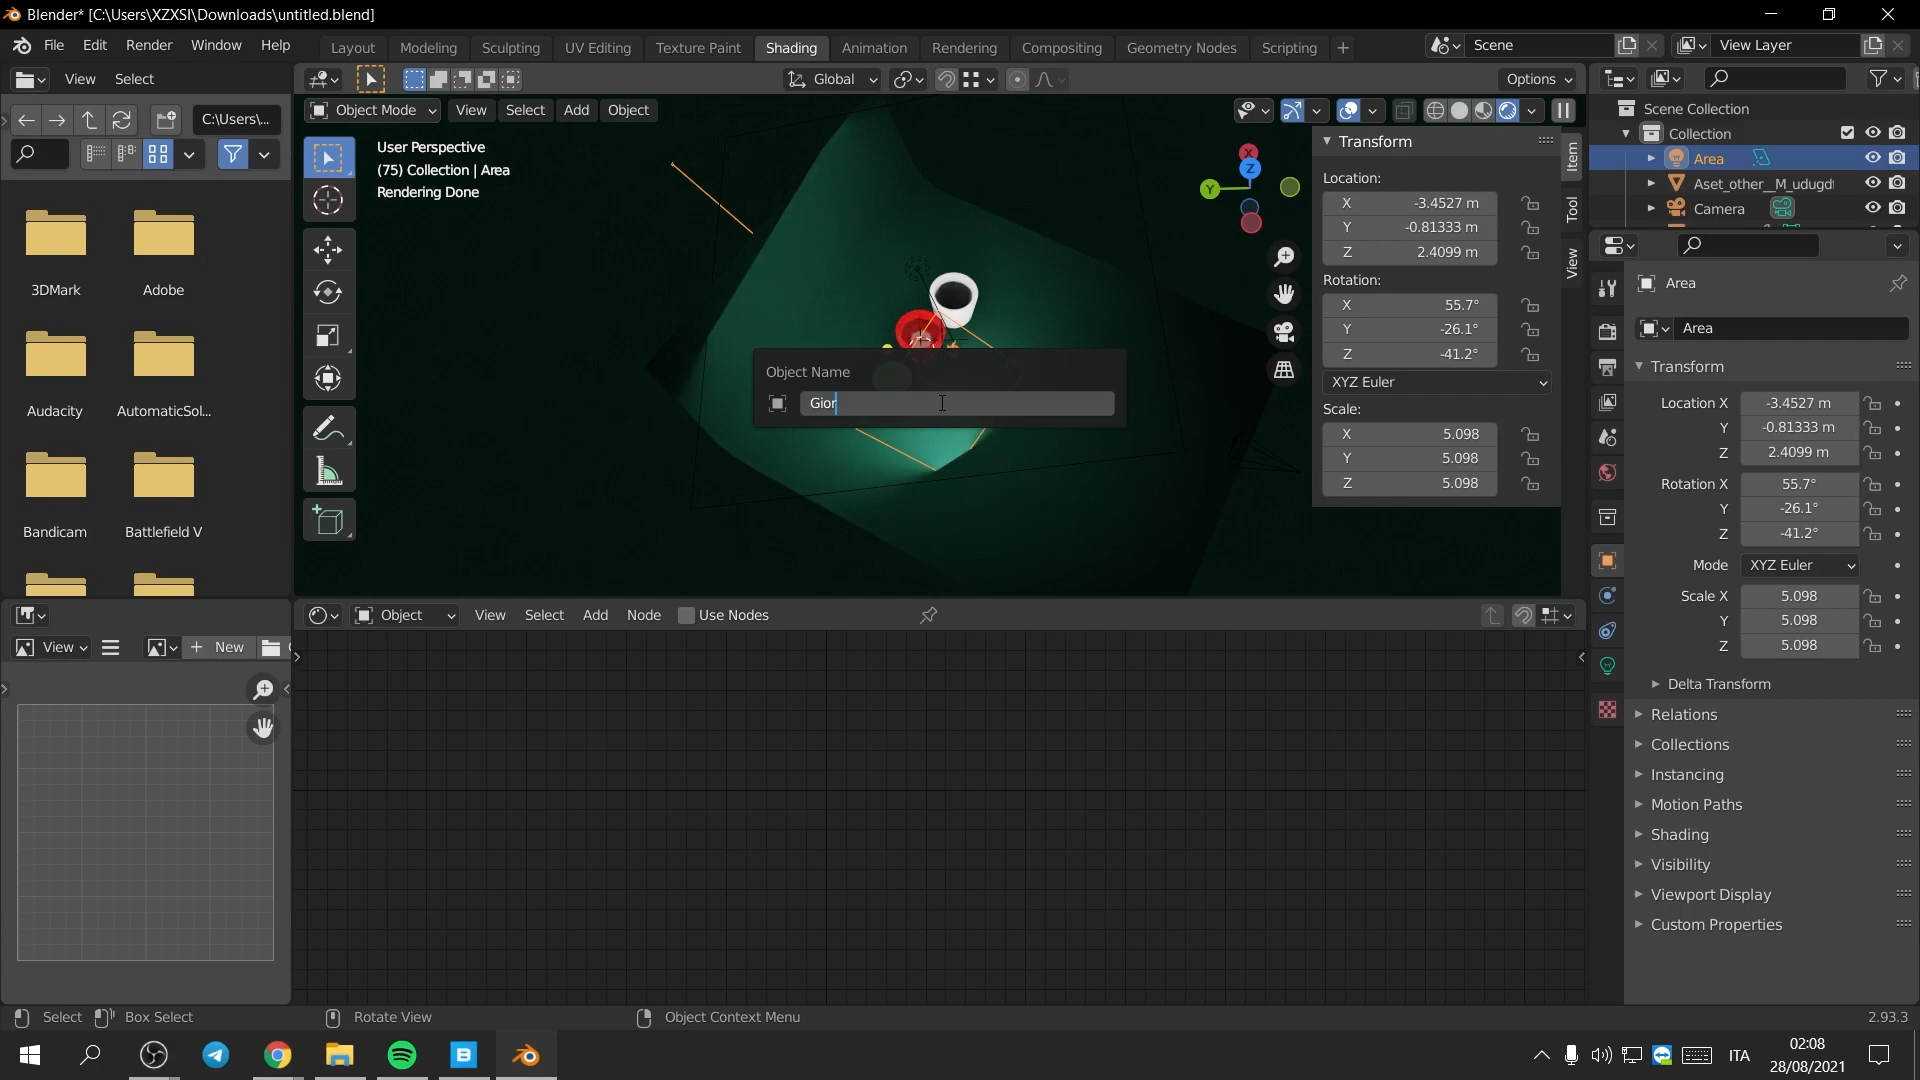 Blender* [C:\Users\XZXSI\Downloads\untitled.blend]
File Edit Render Window Help Layout Modeling Sculpting UV Editing Texture Paint Shading Animation Rendering Compositing Geometry Nodes Scripting + Scene View Layer
View Select Global Options
Object Mode View Select Add Object
C:\Users\...
3DMark Adobe
Audacity AutomaticSol...
Bandicam Battlefield V
User Perspective
(75) Collection | Area
Rendering Done
X
Z
Y
Object Name
Gior
Transform
Location:
X -3.4527 m
Y -0.81333 m
Z 2.4099 m
Rotation:
X 55.7°
Y -26.1°
Z -41.2°
XYZ Euler
Scale:
X 5.098
Y 5.098
Z 5.098
Item
Tool
View
Scene Collection
Collection
Area
Aset_other__M_udugd
Camera
Area
Area
Transform
Location X -3.4527 m
Y -0.81333 m
Z 2.4099 m
Rotation X 55.7°
Y -26.1°
Z -41.2°
Mode XYZ Euler
Scale X 5.098
Y 5.098
Z 5.098
Delta Transform
Relations
Collections
Instancing
Motion Paths
Shading
Visibility
Viewport Display
Custom Properties
View + New
Object View Select Add Node Use Nodes
Select Box Select Rotate View Object Context Menu 2.93.3
ITA
02:08
28/08/2021